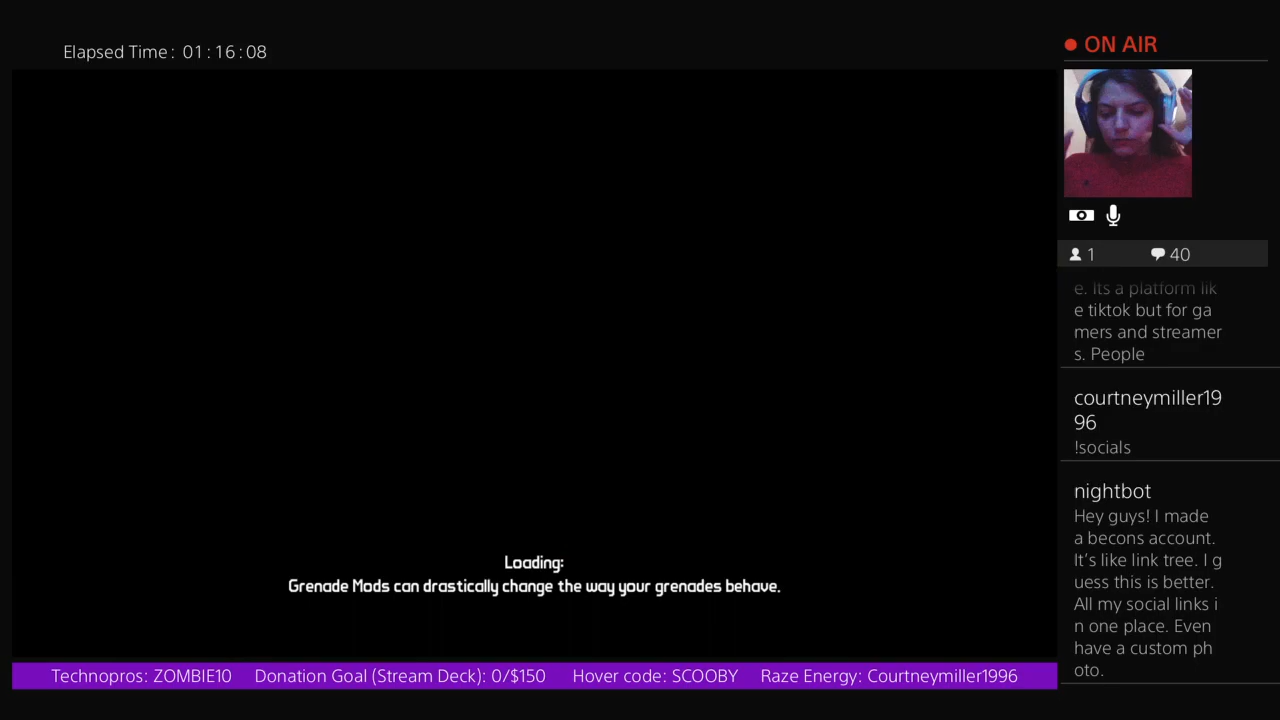 Elapsed Time: 01:16:08
ON AIR
1 40
e. Its a platform lik
e tiktok but for ga
mers and streamer
s. People
courtneymiller19
96
!socials
nightbot
Hey guys! I made
a becons account.
It's like link tree. I g
uess this is better.
All my social links i
n one place. Even
have a custom ph
oto.
Loading:
Grenade Mods can drastically change the way your grenades behave.
Technopros: ZOMBIE10 Donation Goal (Stream Deck): 0/$150 Hover code: SCOOBY Raze Energy: Courtneymiller1996